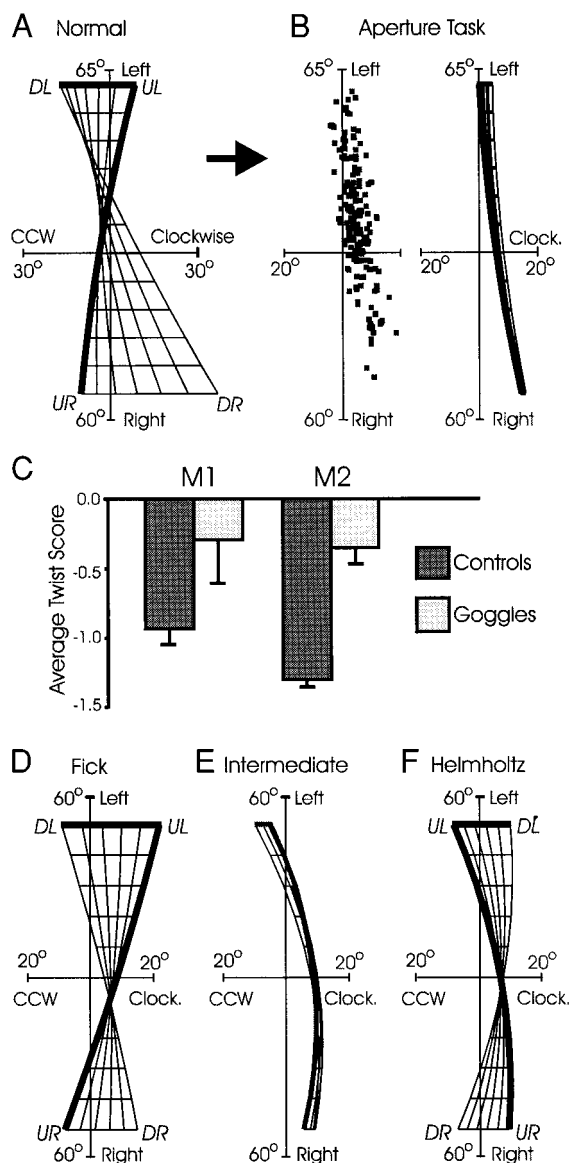 A Normal
65° Left
DL UL
CCW Clockwise
30° 30°
UR DR
60° Right
B Aperture Task
65° Left
20°
60° Right
65° Left
Clock.
20° 20°
60° Right
C
M1 M2
0.0
-0.5
-1.0
-1.5
Average Twist Score
Controls
Goggles
D Fick
60° Left
DL UL
20° 20°
CCW Clock.
UR DR
60° Right
E Intermediate
60° Left
20° 20°
CCW Clock.
60° Right
F Helmholtz
60° Left
UL DL
20° 20°
CCW Clock.
DR UR
60° Right